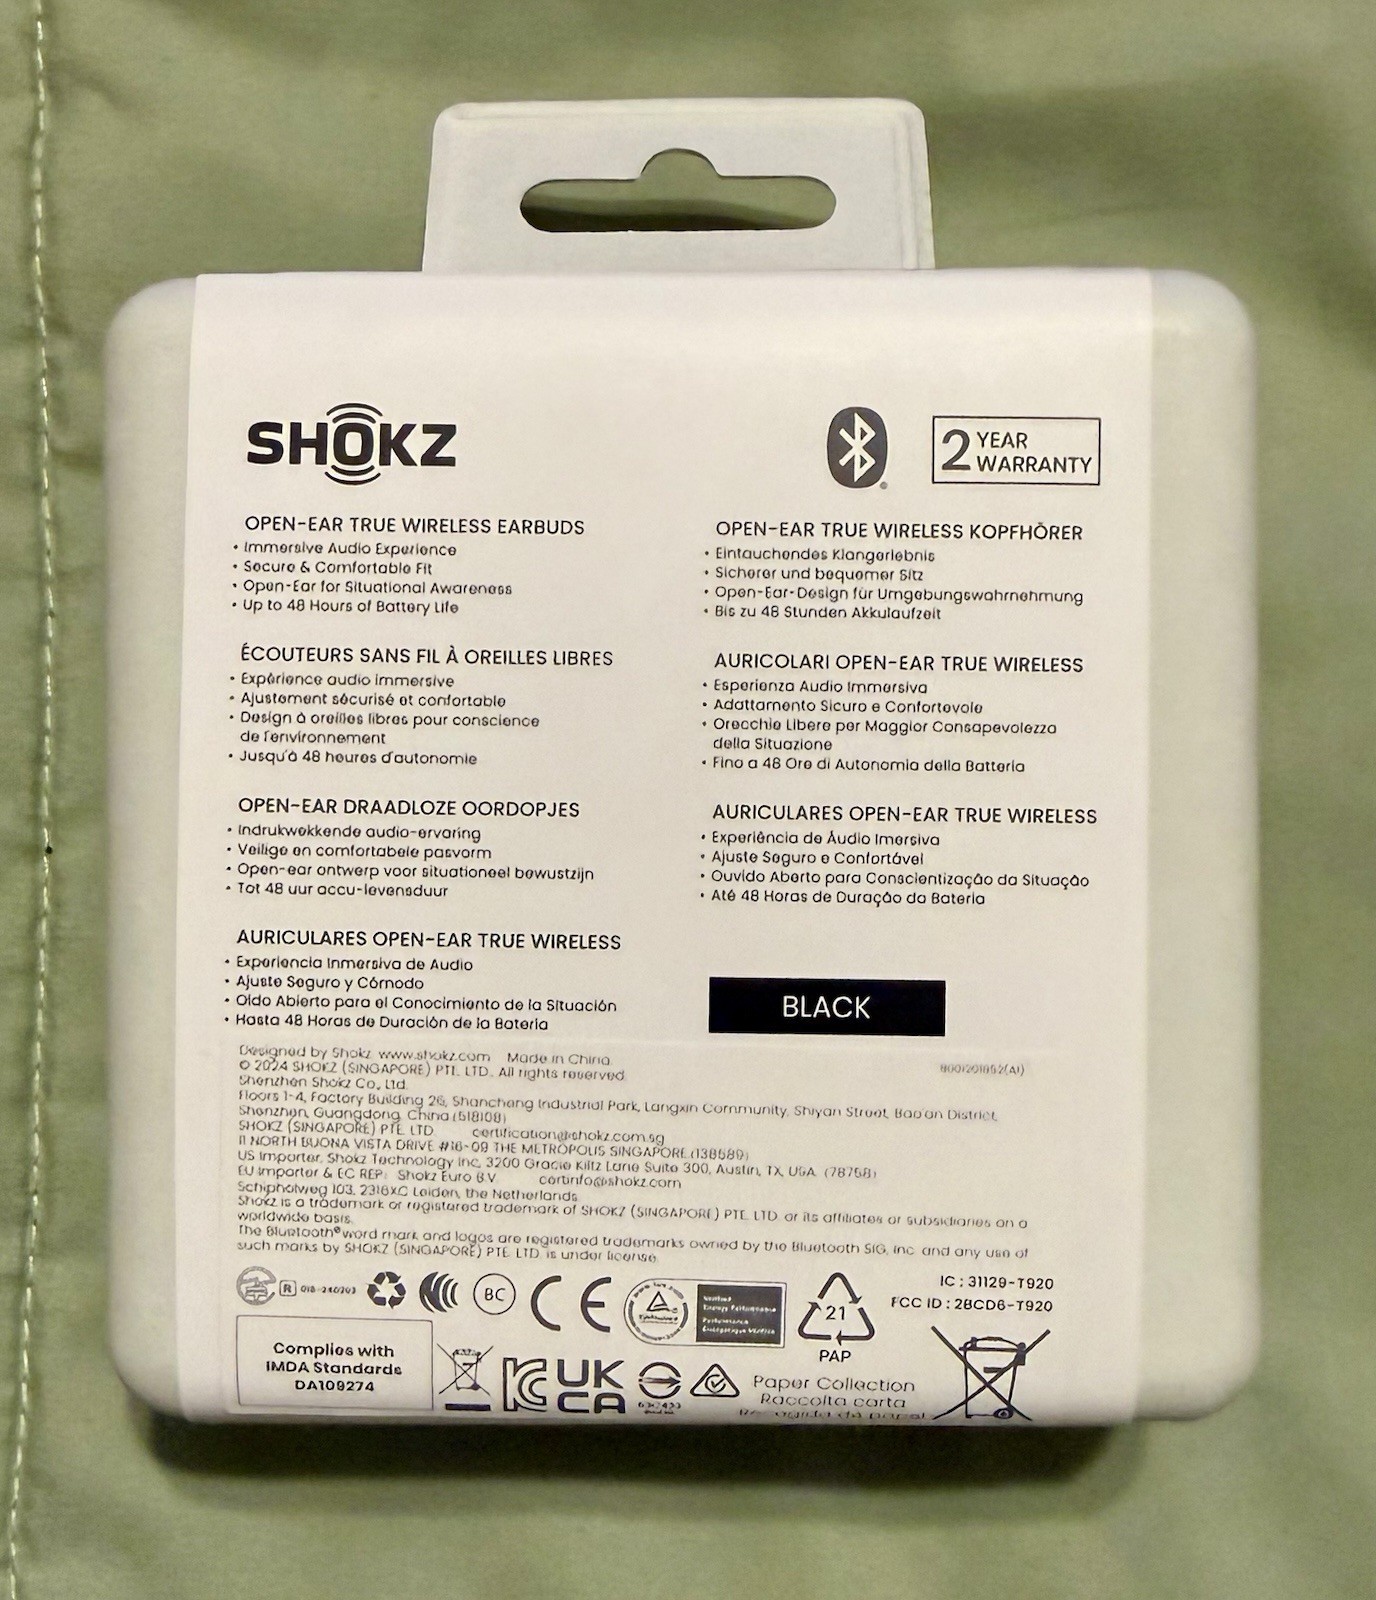 SHOKZ
2 YEAR
WARRANTY
OPEN-EAR TRUE WIRELESS EARBUDS
• Immersive Audio Experience
• Secure & Comfortable Fit
• Open-Ear for Situational Awareness
• Up to 48 Hours of Battery Life
ÉCOUTEURS SANS FIL À OREILLES LIBRES
• Expérience audio immersive
• Ajustement sécurisé et confortable
• Design à oreilles libres pour conscience
de l'environnement
• Jusqu'à 48 heures d'autonomie
OPEN-EAR DRAADLOZE OORDOPJES
• Indrukwekkende audio-ervaring
• Veilige en comfortabele pasvorm
• Open-ear ontwerp voor situationeel bewustzijn
• Tot 48 uur accu-levensduur
AURICULARES OPEN-EAR TRUE WIRELESS
• Experiencia Inmersiva de Audio
• Ajuste Seguro y Cómodo
• Oído Abierto para el Conocimiento de la Situación
• Hasta 48 Horas de Duración de la Batería
OPEN-EAR TRUE WIRELESS KOPFHÖRER
• Eintauchendes Klangerlebnis
• Sicherer und bequemer Sitz
• Open-Ear-Design für Umgebungswahrnehmung
• Bis zu 48 Stunden Akkulaufzeit
AURICOLARI OPEN-EAR TRUE WIRELESS
• Esperienza Audio Immersiva
• Adattamento Sicuro e Confortevole
• Orecchio Libero per Maggior Consapevolezza
della Situazione
• Fino a 48 Ore di Autonomia della Batteria
AURICULARES OPEN-EAR TRUE WIRELESS
• Experiência de Áudio Imersiva
• Ajuste Seguro e Confortável
• Ouvido Aberto para Conscientização da Situação
• Até 48 Horas de Duração da Bateria
BLACK
Designed by Shokz www.shokz.com Made in China
© 2024 SHOKZ (SINGAPORE) PTE. LTD. All rights reserved
Shenzhen Shokz Co., Ltd.
Floors 1-4, Factory Building 26, Shancheng Industrial Park, Langxin Community, Shiyan Street, Bao'an District,
Shenzhen, Guangdong, China (518108)
SHOKZ (SINGAPORE) PTE. LTD. certification@shokz.com.sg
11 NORTH BUONA VISTA DRIVE #16-09 THE METROPOLIS SINGAPORE (138589)
US Importer: Shokz Technology Inc, 3200 Gracie Kiltz Lane Suite 300, Austin, TX, USA. (78758)
EU Importer & EC REP: Shokz Euro B.V. certinfo@shokz.com
Schipholweg 103, 2316XC Leiden, the Netherlands
Shokz is a trademark or registered trademark of SHOKZ (SINGAPORE) PTE. LTD. or its affiliates or subsidiaries on a
worldwide basis.
The Bluetooth® word mark and logos are registered trademarks owned by the Bluetooth SIG, Inc. and any use of
such marks by SHOKZ (SINGAPORE) PTE. LTD. is under license.
R
BC
CE
Verified
Energy Performance
21
PAP
IC : 31129-T920
FCC ID : 2BCD6-T920
Complies with
IMDA Standards
DA109274
UK
CA
Paper Collection
Raccolta carta